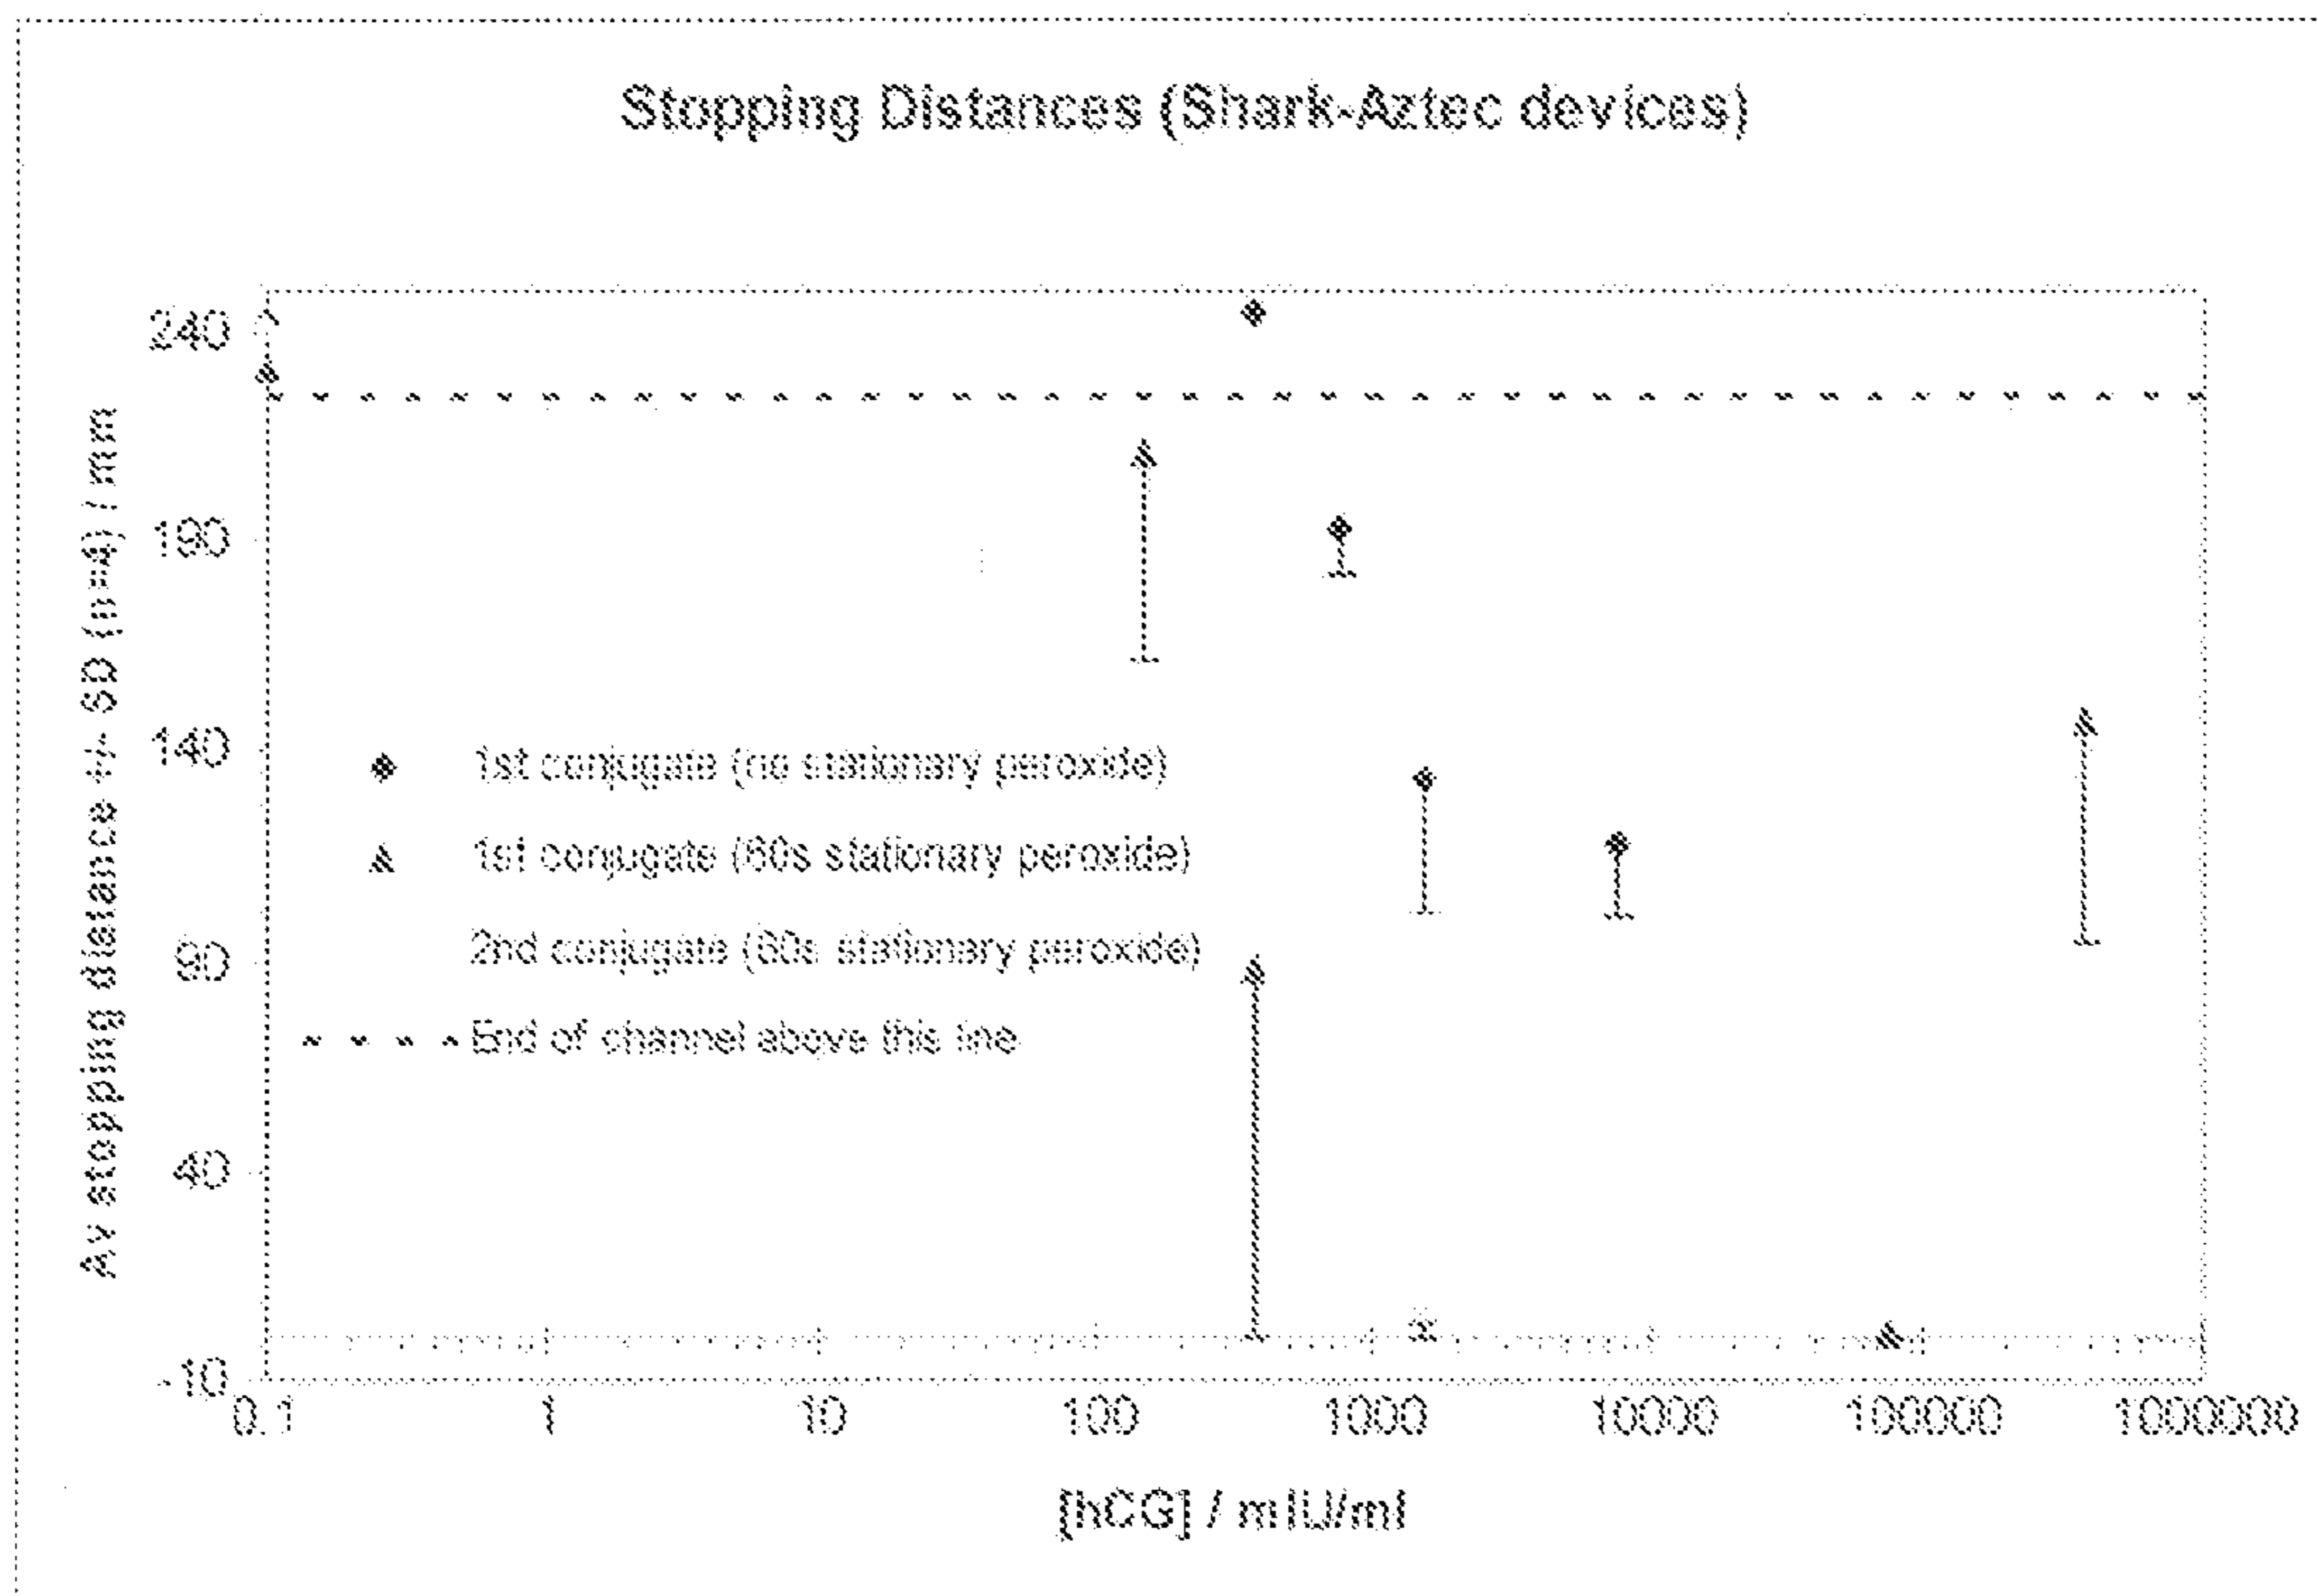 Stopping Distances (Shark-Aztec devices)
Av stopping distance +/- SD (n=4) / mm
240
190
140
90
40
-10
1st conjugate (no stationary peroxide)
1st conjugate (60s stationary peroxide)
2nd conjugate (60s stationary peroxide)
End of channel above this line
0.1 1 10 100 1000 10000 100000 1000000
[hCG] / mIU/ml